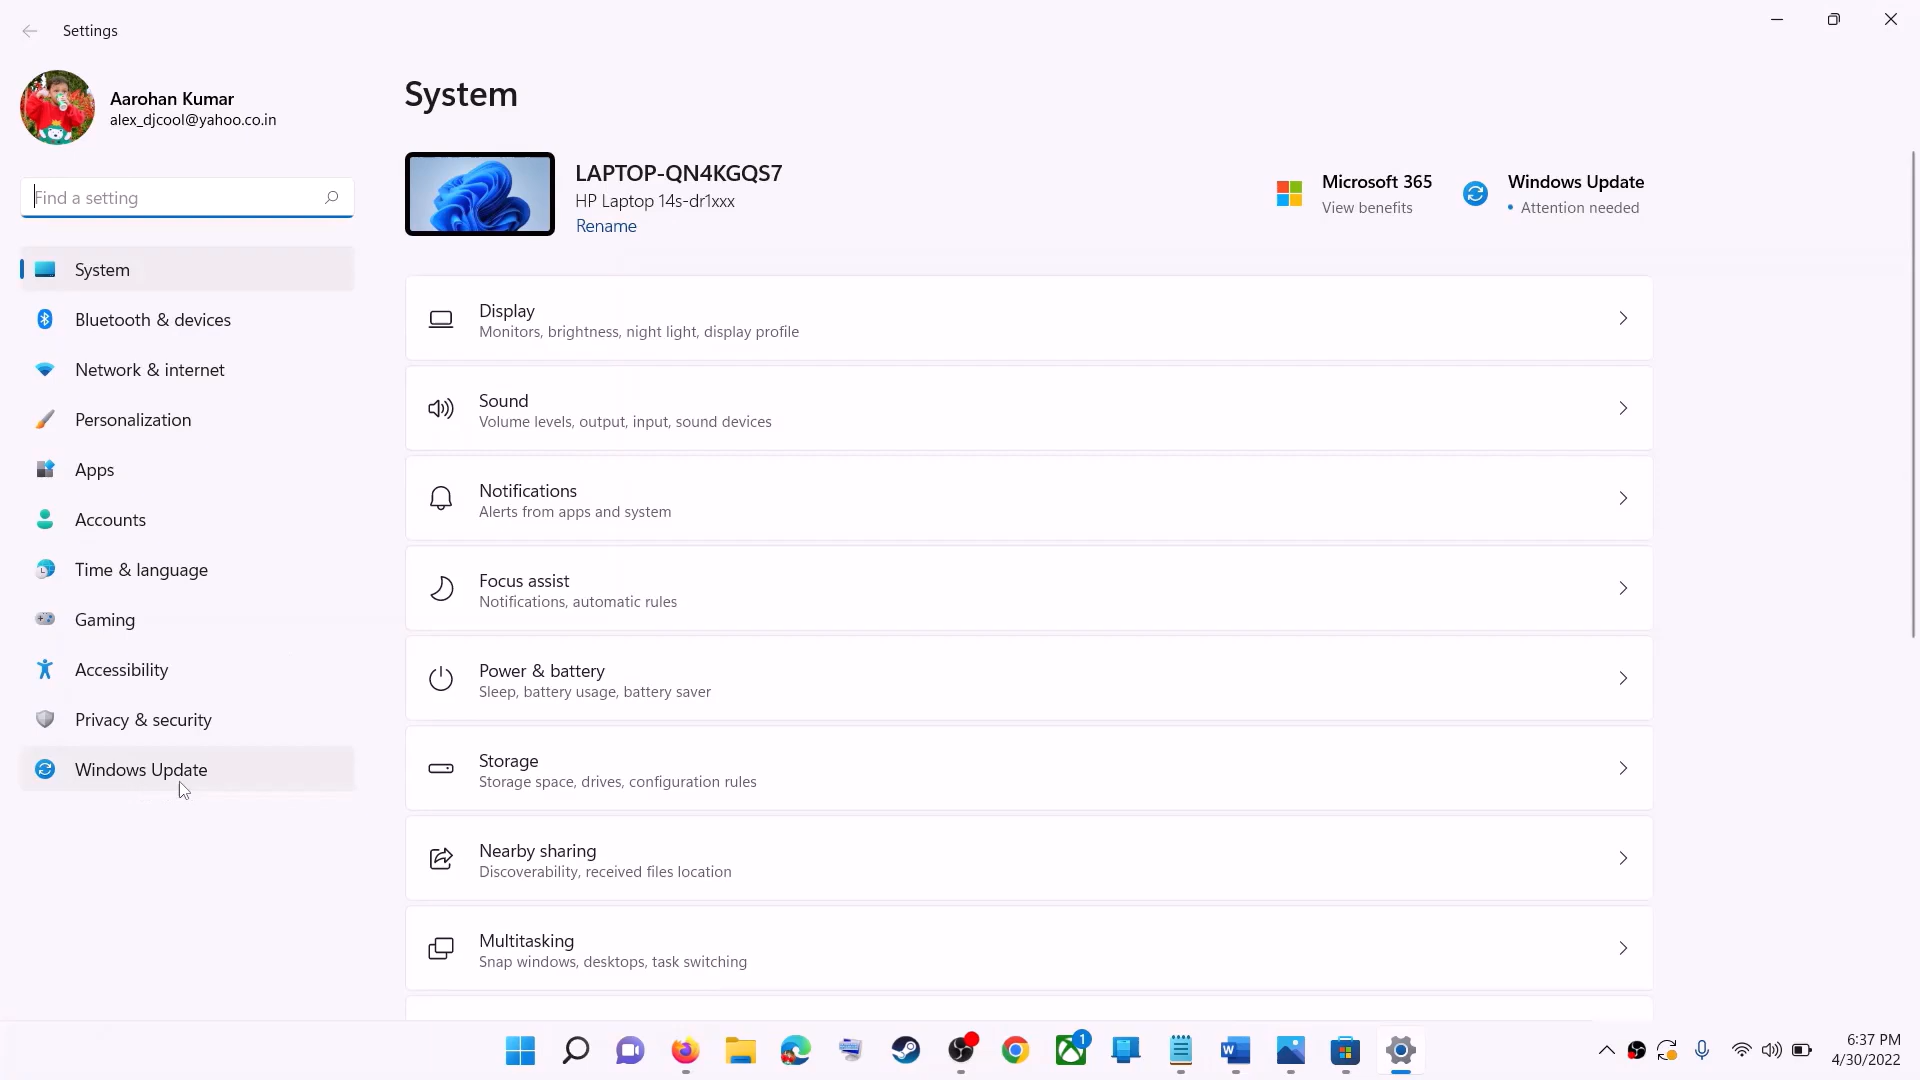 Settings
Aarohan Kumar
alex_djcool@yahoo.co.in
Find a setting
System
Bluetooth & devices
Network & internet
Personalization
Apps
Accounts
Time & language
Gaming
Accessibility
Privacy & security
Windows Update
System
LAPTOP-QN4KGQS7
HP Laptop 14s-dr1xxx
Rename
Microsoft 365
View benefits
Windows Update
• Attention needed
Display
Monitors, brightness, night light, display profile
Sound
Volume levels, output, input, sound devices
Notifications
Alerts from apps and system
Focus assist
Notifications, automatic rules
Power & battery
Sleep, battery usage, battery saver
Storage
Storage space, drives, configuration rules
Nearby sharing
Discoverability, received files location
Multitasking
Snap windows, desktops, task switching
1
6:37 PM
4/30/2022